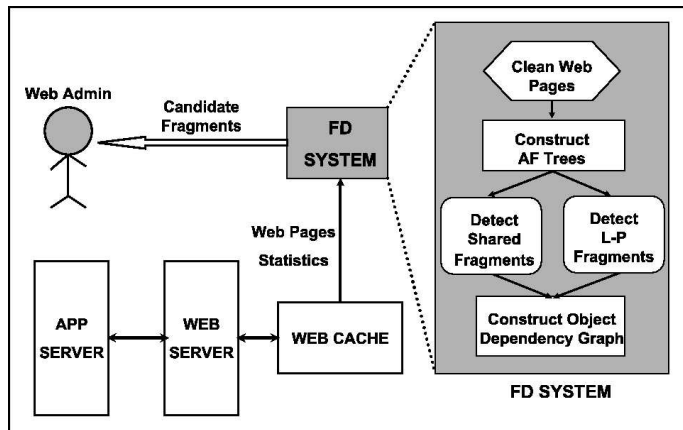 Web Admin
Candidate
Fragments
FD
SYSTEM
Web Pages
Statistics
APP
SERVER
WEB
SERVER
WEB CACHE
Clean Web
Pages
Construct
AF Trees
Detect
Shared
Fragments
Detect
L-P
Fragments
Construct Object
Dependency Graph
FD SYSTEM